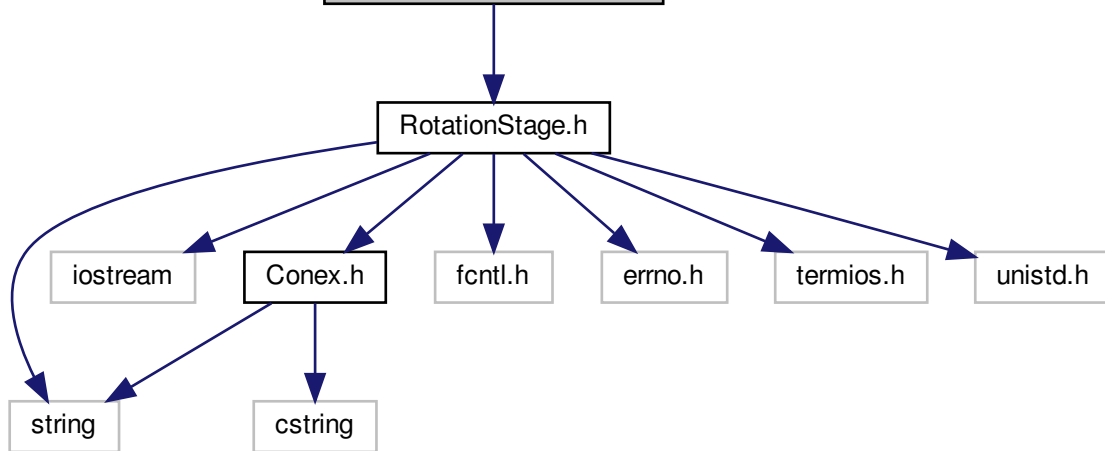 RotationStage.h
iostream
Conex.h
fcntl.h
errno.h
termios.h
unistd.h
string
cstring